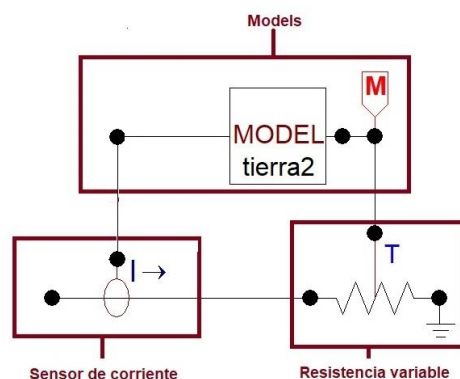 Models
M
MODEL
tierra2
I →
T
Sensor de corriente
Resistencia variable